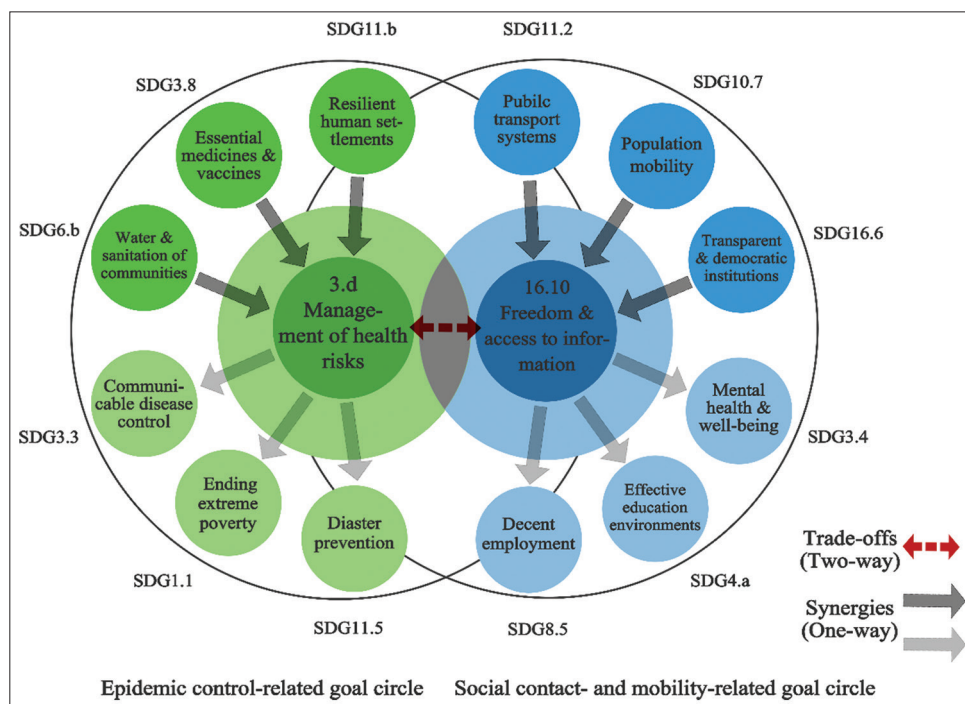 SDG11.b
SDG11.2
SDG3.8
SDG10.7
Resilient
human set-
tlements
Pubilc
transport
systems
Essential
medicines &
vaccines
Population
mobility
SDG6.b
SDG16.6
Water &
sanitation of
communities
Transparent
& democratic
institutions
3.d
Manage-
ment of health
risks
16.10
Freedom &
access to infor-
mation
Communi-
cable disease
control
Mental
health &
well-being
SDG3.3
SDG3.4
Ending
extreme
poverty
Diaster
prevention
Decent
employment
Effective
education
environments
Trade-offs
(Two-way)
SDG1.1
SDG4.a
Synergies
(One-way)
SDG11.5
SDG8.5
Epidemic control-related goal circle
Social contact- and mobility-related goal circle